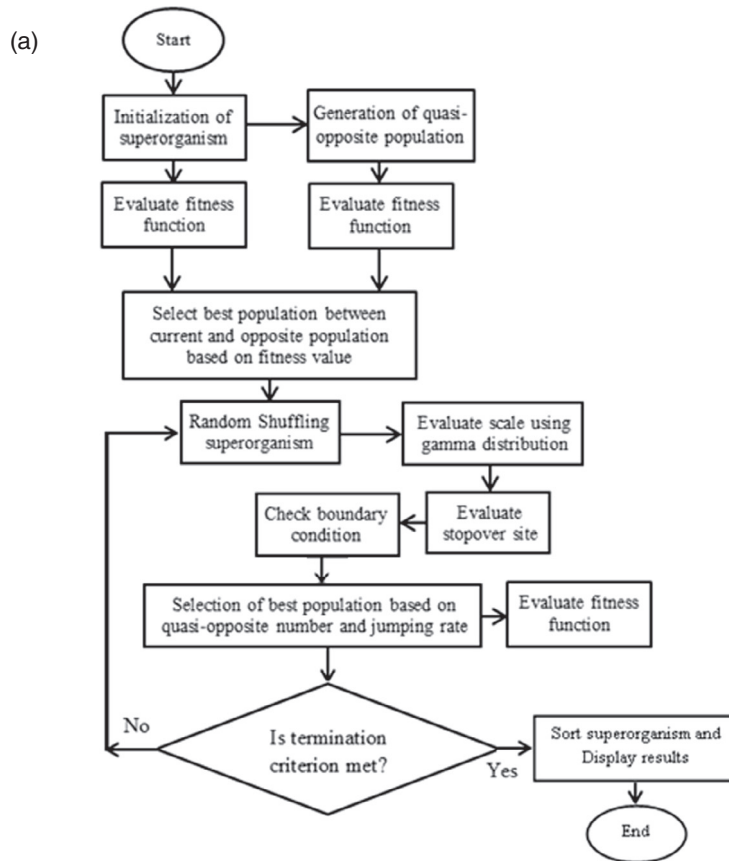 (a)
Start
Initialization of
superorganism
Generation of quasi-
opposite population
Evaluate fitness
function
Evaluate fitness
function
Select best population between
current and opposite population
based on fitness value
Random Shuffling
superorganism
Evaluate scale using
gamma distribution
Check boundary
condition
Evaluate
stopover site
Selection of best population based on
quasi-opposite number and jumping rate
Evaluate fitness
function
No
Is termination
criterion met?
Yes
Sort superorganism and
Display results
End